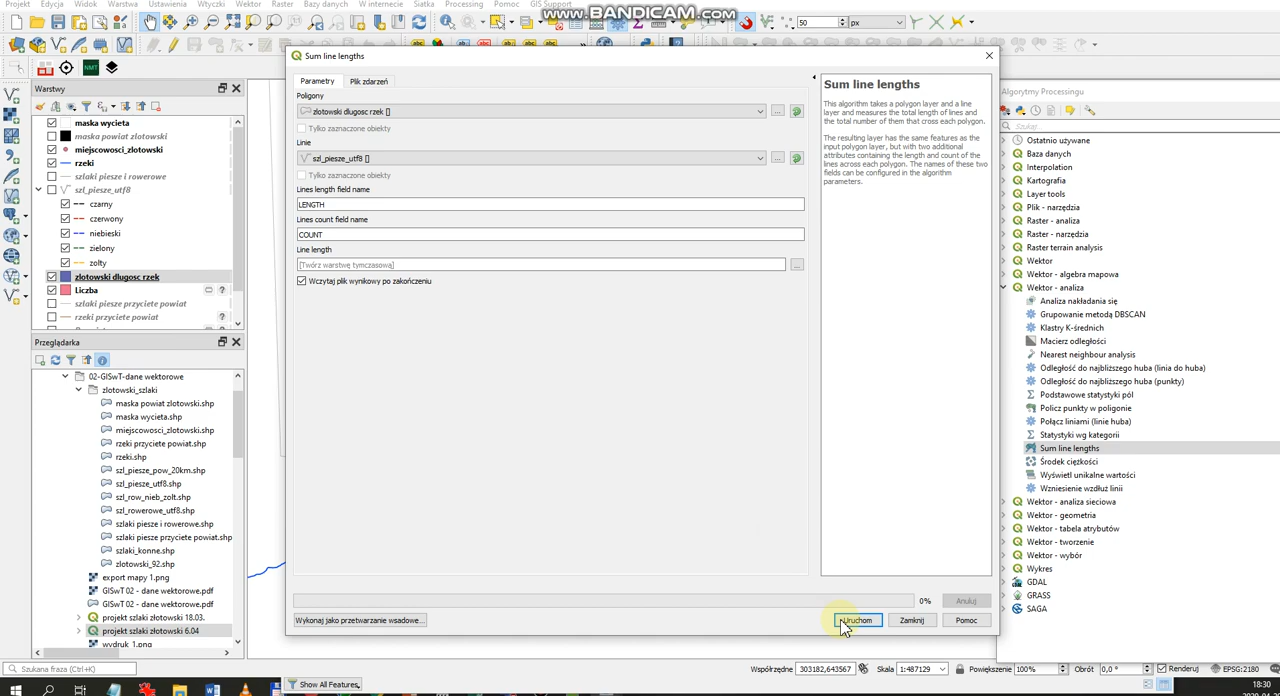 Projekt Edycja Widok Warstwa Ustawienia Wtyczki Wektor Raster Bazy danych W internecie Siatka Processing Pomoc GIS Support
www.BANDICAM.com
50 px
NMT
Sum line lengths
Parametry Plik zdarzeń
Poligony
zlotowski dlugosc rzek []
Tylko zaznaczone obiekty
Linie
szl_piesze_utf8 []
Tylko zaznaczone obiekty
Lines length field name
LENGTH
Lines count field name
COUNT
Line length
[Twórz warstwę tymczasową]
Wczytaj plik wynikowy po zakończeniu
0%
Anuluj
Wykonaj jako przetwarzanie wsadowe...
Uruchom
Zamknij
Pomoc
Sum line lengths
This algorithm takes a polygon layer and a line
layer and measures the total length of lines and
the total number of them that cross each polygon.
The resulting layer has the same features as the
input polygon layer, but with two additional
attributes containing the length and count of the
lines across each polygon. The names of these two
fields can be configured in the algorithm
parameters.
Warstwy
maska wycieta
maska powiat zlotowski
miejscowosci_zlotowski
rzeki
szlaki piesze i rowerowe
szl_piesze_utf8
czarny
czerwony
niebieski
zielony
zolty
zlotowski dlugosc rzek
Liczba
szlaki piesze przyciete powiat
rzeki przyciete powiat
Przeglądarka
02-GISwT-dane wektorowe
zlotowski_szlaki
maska powiat zlotowski.shp
maska wycieta.shp
miejscowosci_zlotowski.shp
rzeki przyciete powiat.shp
rzeki.shp
szl_piesze_pow_20km.shp
szl_piesze_utf8.shp
szl_row_nieb_zolt.shp
szl_rowerowe_utf8.shp
szlaki piesze i rowerowe.shp
szlaki piesze przyciete powiat.shp
szlaki_konne.shp
zlotowski_92.shp
export mapy 1.png
GISwT 02 - dane wektorowe.pdf
GISwT 02 - dane wektorowe.pdf
projekt szlaki złotowski 18.03.
projekt szlaki złotowski 6.04
wydruk_1.png
Algorytmy Processingu
Szukaj...
Ostatnio używane
Baza danych
Interpolation
Kartografia
Layer tools
Plik - narzędzia
Raster - analiza
Raster - narzędzia
Raster terrain analysis
Wektor
Wektor - algebra mapowa
Wektor - analiza
Analiza nakładania się
Grupowanie metodą DBSCAN
Klastry K-średnich
Macierz odległości
Nearest neighbour analysis
Odległość do najbliższego huba (linia do huba)
Odległość do najbliższego huba (punkty)
Podstawowe statystyki pól
Policz punkty w poligonie
Połącz liniami (linie huba)
Statystyki wg kategorii
Sum line lengths
Środek ciężkości
Wyświetl unikalne wartości
Wzniesienie wzdłuż linii
Wektor - analiza sieciowa
Wektor - geometria
Wektor - tabela atrybutów
Wektor - tworzenie
Wektor - wybór
Wykres
GDAL
GRASS
SAGA
Szukana fraza (Ctrl+K)
Współrzędne 303182,643567 Skala 1:487129 Powiększenie 100% Obrót 0,0 ° Renderuj EPSG:2180
Show All Features
18:30